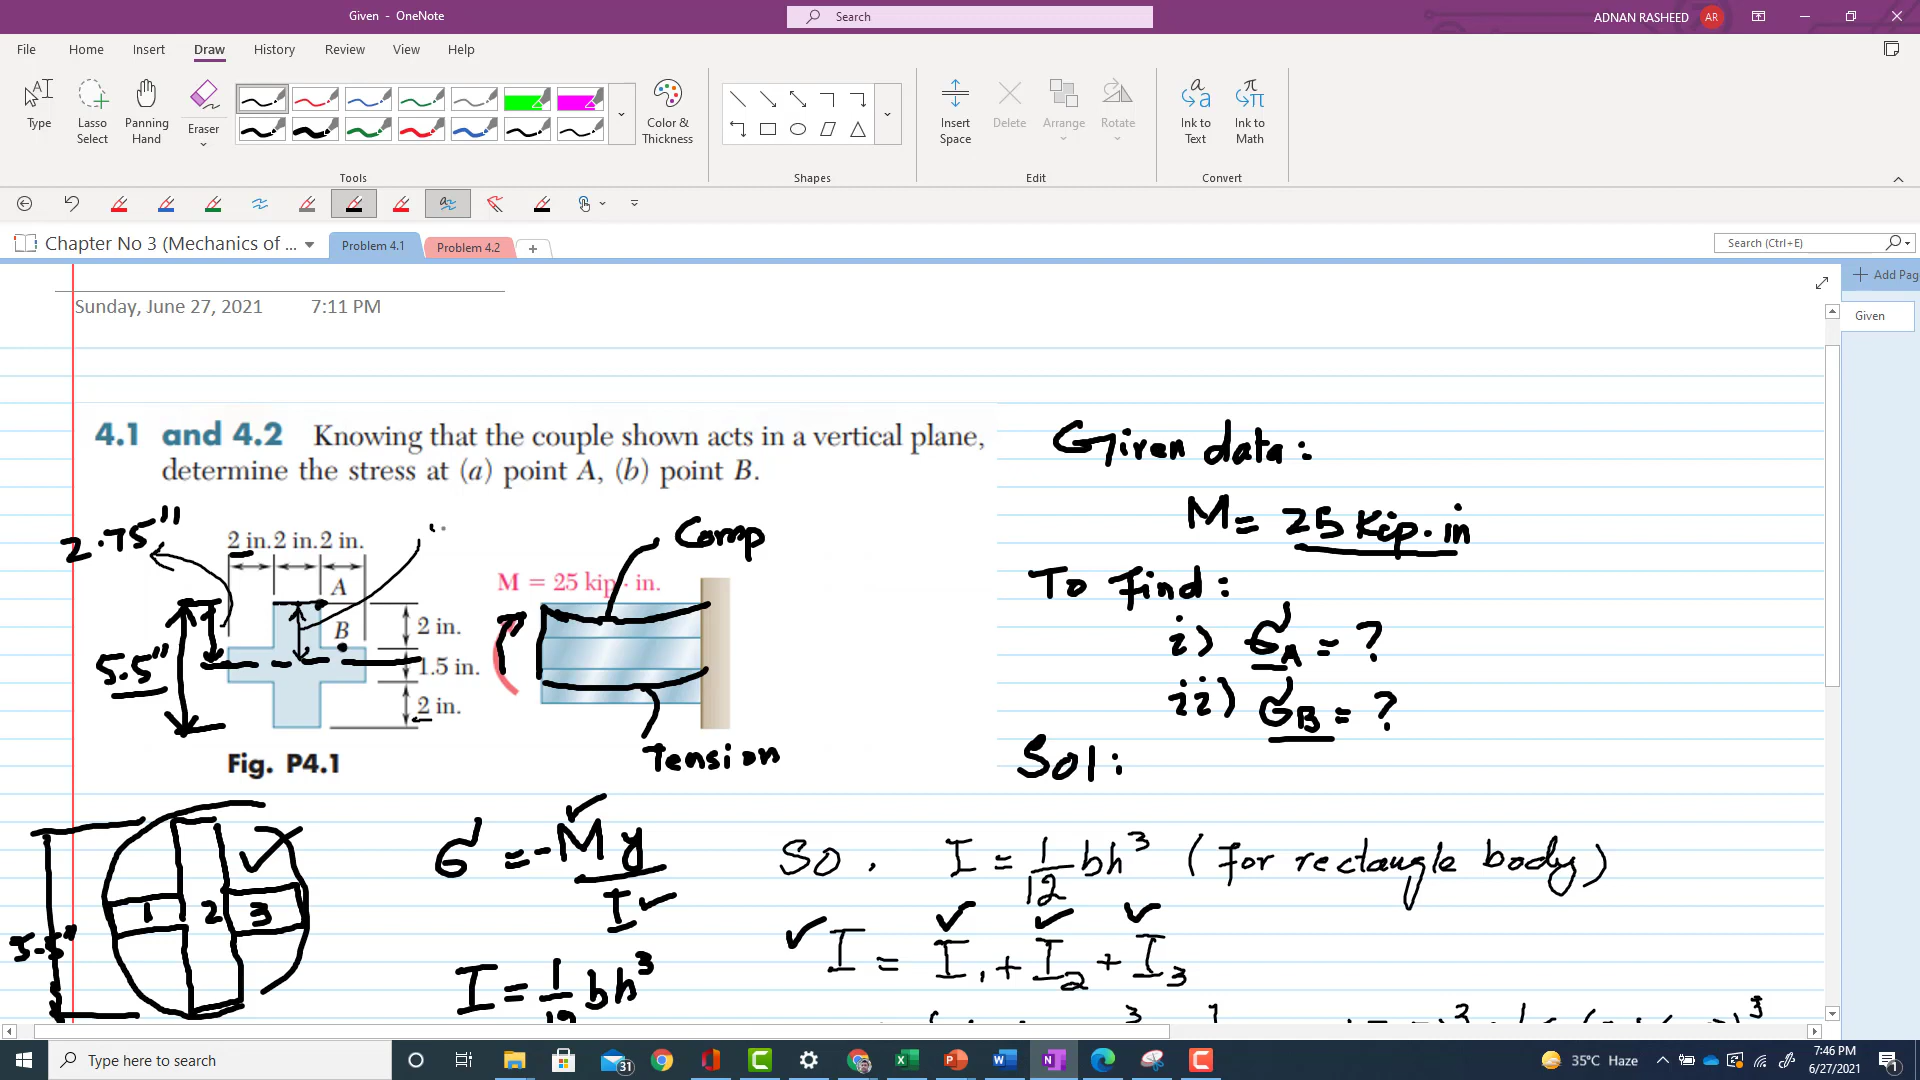 Given - OneNote
Search
ADNAN RASHEED
AR
File Home Insert Draw History Review View Help
Type
Lasso Select
Panning Hand
Eraser
Color & Thickness
Insert Space
Delete
Arrange
Rotate
Ink to Text
Ink to Math
Tools Shapes Edit Convert
Chapter No 3 (Mechanics of ...
Problem 4.1
Problem 4.2
Search (Ctrl+E)
Add Pag
Given
Sunday, June 27, 2021 7:11 PM
4.1 and 4.2 Knowing that the couple shown acts in a vertical plane,
determine the stress at (a) point A, (b) point B.
2.75"
2 in. 2 in. 2 in.
A
B
2 in.
1.5 in.
2 in.
5.5"
M = 25 kip · in.
Comp
Tension
Fig. P4.1
Given data:
M = 25 Kip.in
To Find:
i) σA = ?
ii) σB = ?
Sol:
1 2 3
5.5"
σ = -My/I
I = 1/12 bh³
So, I = 1/12 bh³ (for rectangle body)
I = I₁ + I₂ + I₃
Type here to search
31
35°C Haze
7:46 PM
6/27/2021
1